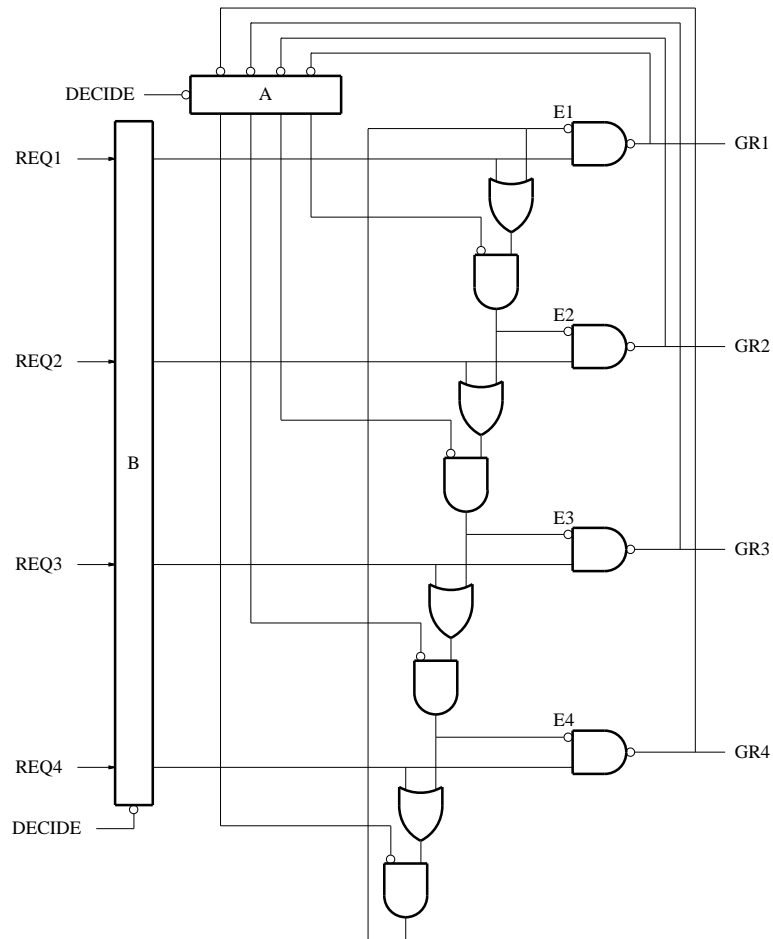 DECIDE
A
E1
REQ1
GR1
E2
REQ2
GR2
B
E3
REQ3
GR3
E4
REQ4
GR4
DECIDE